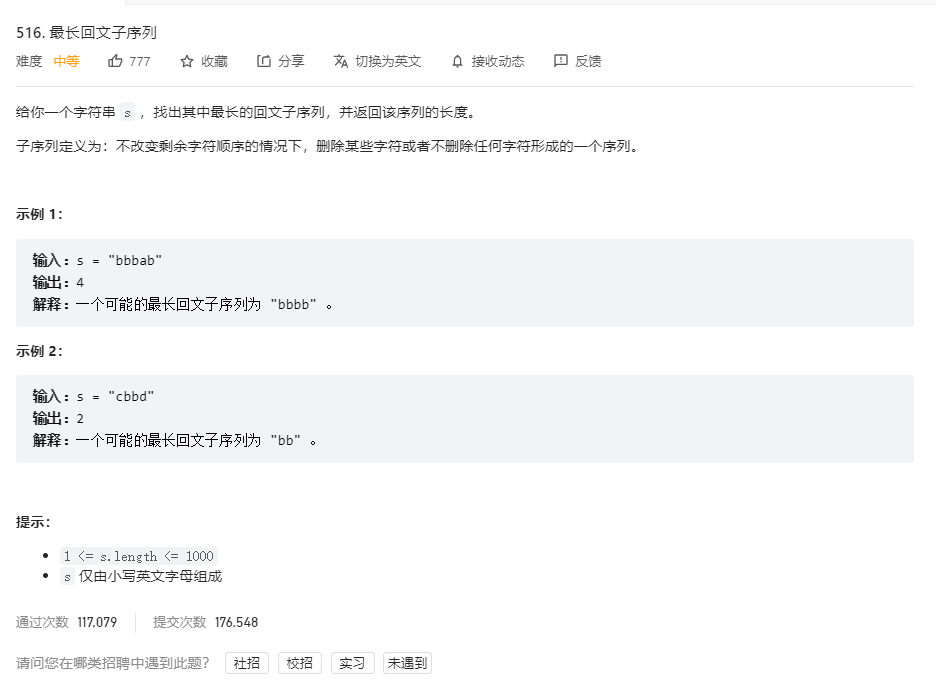 516. 最长回文子序列
难度 中等 777 收藏 分享 切换为英文 接收动态 反馈
给你一个字符串 s ，找出其中最长的回文子序列，并返回该序列的长度。
子序列定义为：不改变剩余字符顺序的情况下，删除某些字符或者不删除任何字符形成的一个序列。
示例 1：
输入：s = "bbbab"
输出：4
解释：一个可能的最长回文子序列为 "bbbb" 。
示例 2：
输入：s = "cbbd"
输出：2
解释：一个可能的最长回文子序列为 "bb" 。
提示：
1 <= s.length <= 1000
s 仅由小写英文字母组成
通过次数 117,079 提交次数 176,548
请问您在哪类招聘中遇到此题？ 社招 校招 实习 未遇到